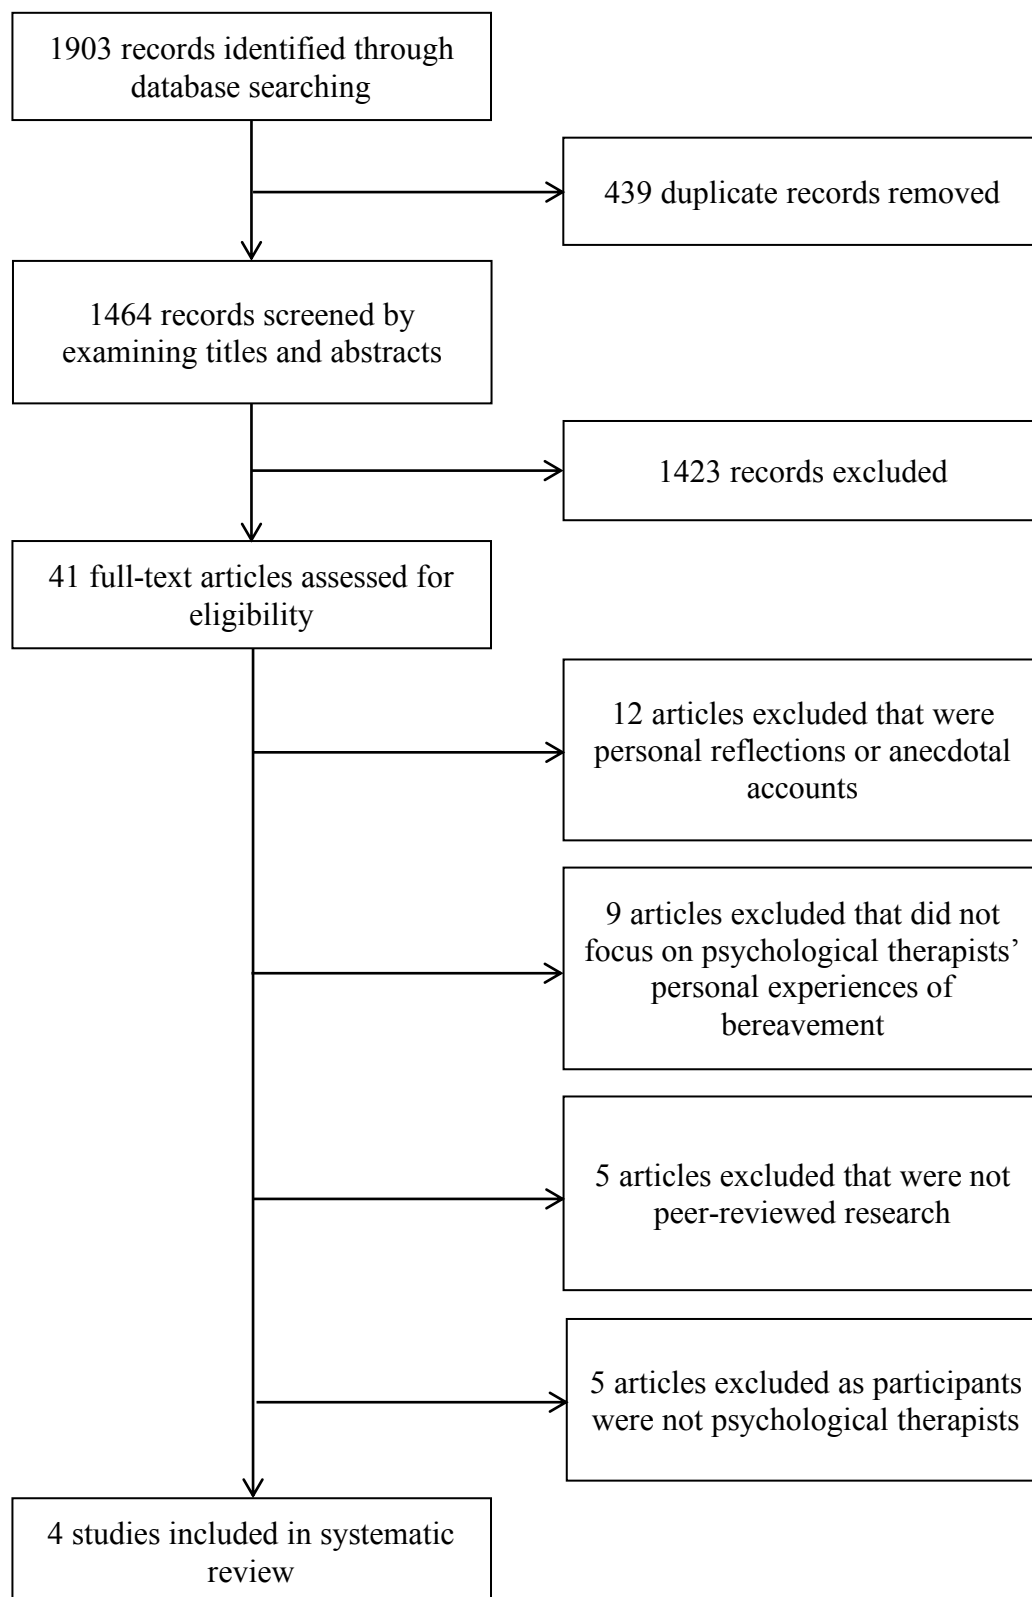 1903 records identified through
database searching
439 duplicate records removed
1464 records screened by
examining titles and abstracts
1423 records excluded
41 full-text articles assessed for
eligibility
12 articles excluded that were
personal reflections or anecdotal
accounts
9 articles excluded that did not
focus on psychological therapists’
personal experiences of
bereavement
5 articles excluded that were not
peer-reviewed research
5 articles excluded as participants
were not psychological therapists
4 studies included in systematic
review